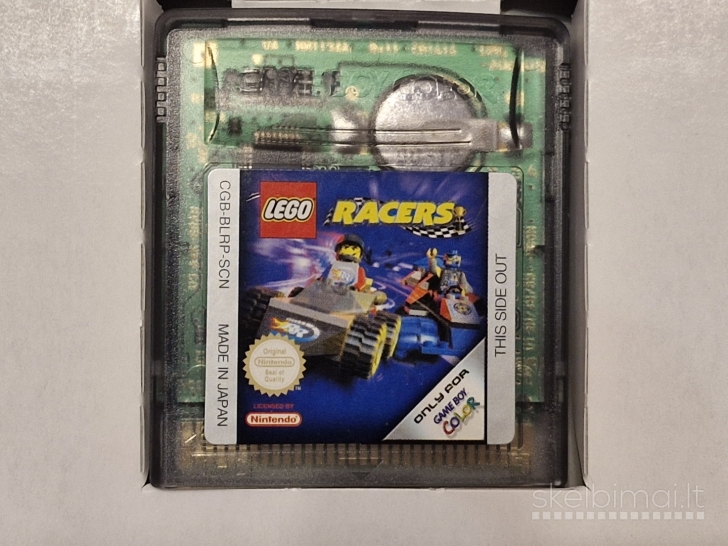 CGB-BLRP-SCN
MADE IN JAPAN
LEGO
RACERS
Original
Nintendo
Seal of
Quality
TM
LICENSED BY
Nintendo
ONLY FOR
GAME BOY
COLOR
THIS SIDE OUT
skelbimai.lt